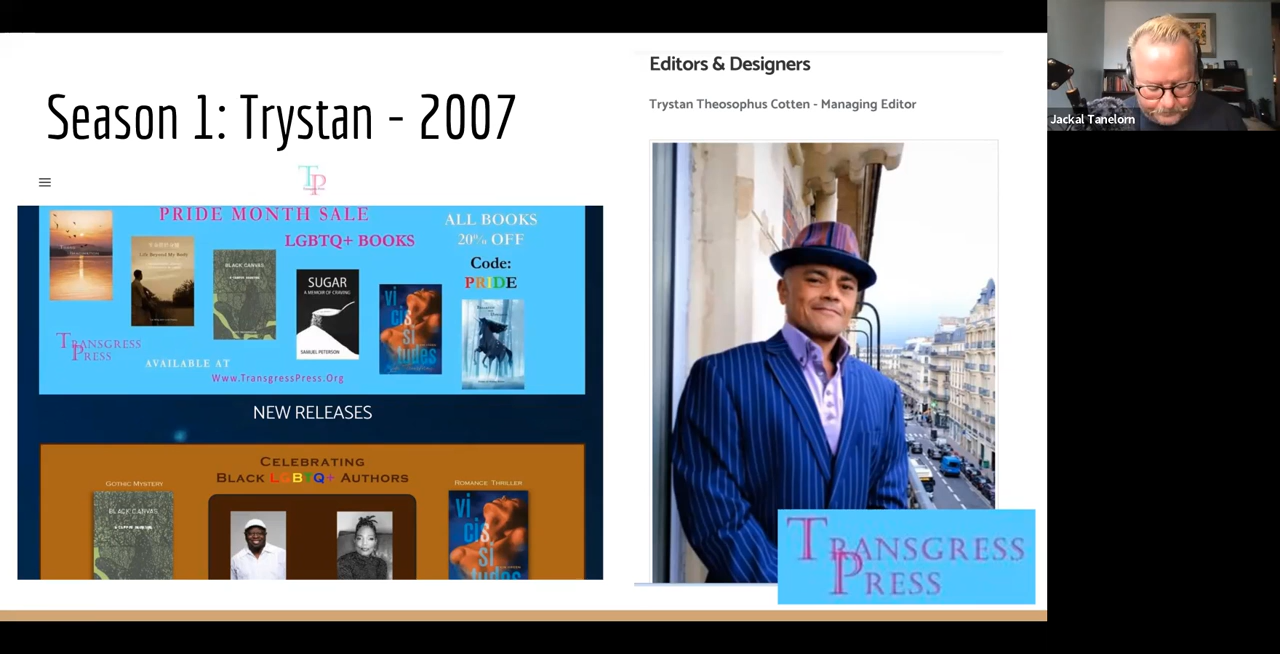 Season 1: Trystan - 2007
TP
PRIDE MONTH SALE
LGBTQ+ BOOKS
ALL BOOKS
20% OFF
Code:
PRIDE
BLACK CANVAS
SUGAR
A MEMOIR OF CRAVING
SAMUEL PETERSON
vi
cis
si
tudes
TRANSGRESS
PRESS
AVAILABLE AT
Www.TransgressPress.Org
NEW RELEASES
CELEBRATING
BLACK LGBTQ+ AUTHORS
GOTHIC MYSTERY
BLACK CANVAS
ROMANCE THRILLER
vi
cis
si
tudes
Editors & Designers
Trystan Theosophus Cotten - Managing Editor
TRANSGRESS
PRESS
Jackal Tanelorn